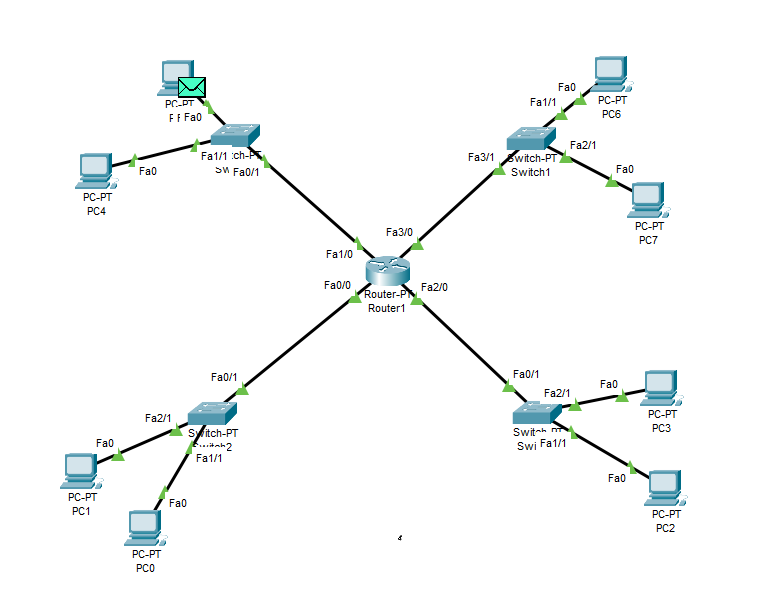 PC-PT
Fa0
Fa1/1
Fa0/1
Fa0
PC-PT
PC4
Fa0
PC-PT
PC6
Fa1/1
Fa2/1
Fa3/1
Switch-PT
Switch1
Fa0
PC-PT
PC7
Fa3/0
Fa1/0
Fa0/0
Fa2/0
Router-PT
Router1
Fa0/1
Fa2/1
Switch-PT
Fa1/1
Fa0
PC-PT
PC1
Fa0
PC-PT
PC0
Fa0/1
Fa2/1
Fa1/1
Fa0
PC-PT
PC3
Fa0
PC-PT
PC2